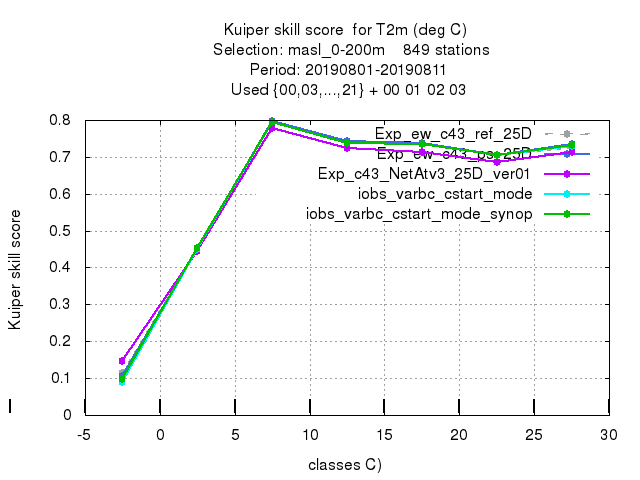 Kuiper skill score  for T2m (deg C)
Selection: masl_0-200m    849 stations
Period: 20190801-20190811
Used {00,03,...,21} + 00 01 02 03
Kuiper skill score
0.8
0.7
0.6
0.5
0.4
0.3
0.2
0.1
0
Exp_ew_c43_ref_25D
Exp_ew_c43_25D
Exp_c43_NetAtv3_25D_ver01
iobs_varbc_cstart_mode
iobs_varbc_cstart_mode_synop
-5 0 5 10 15 20 25 30
classes C)